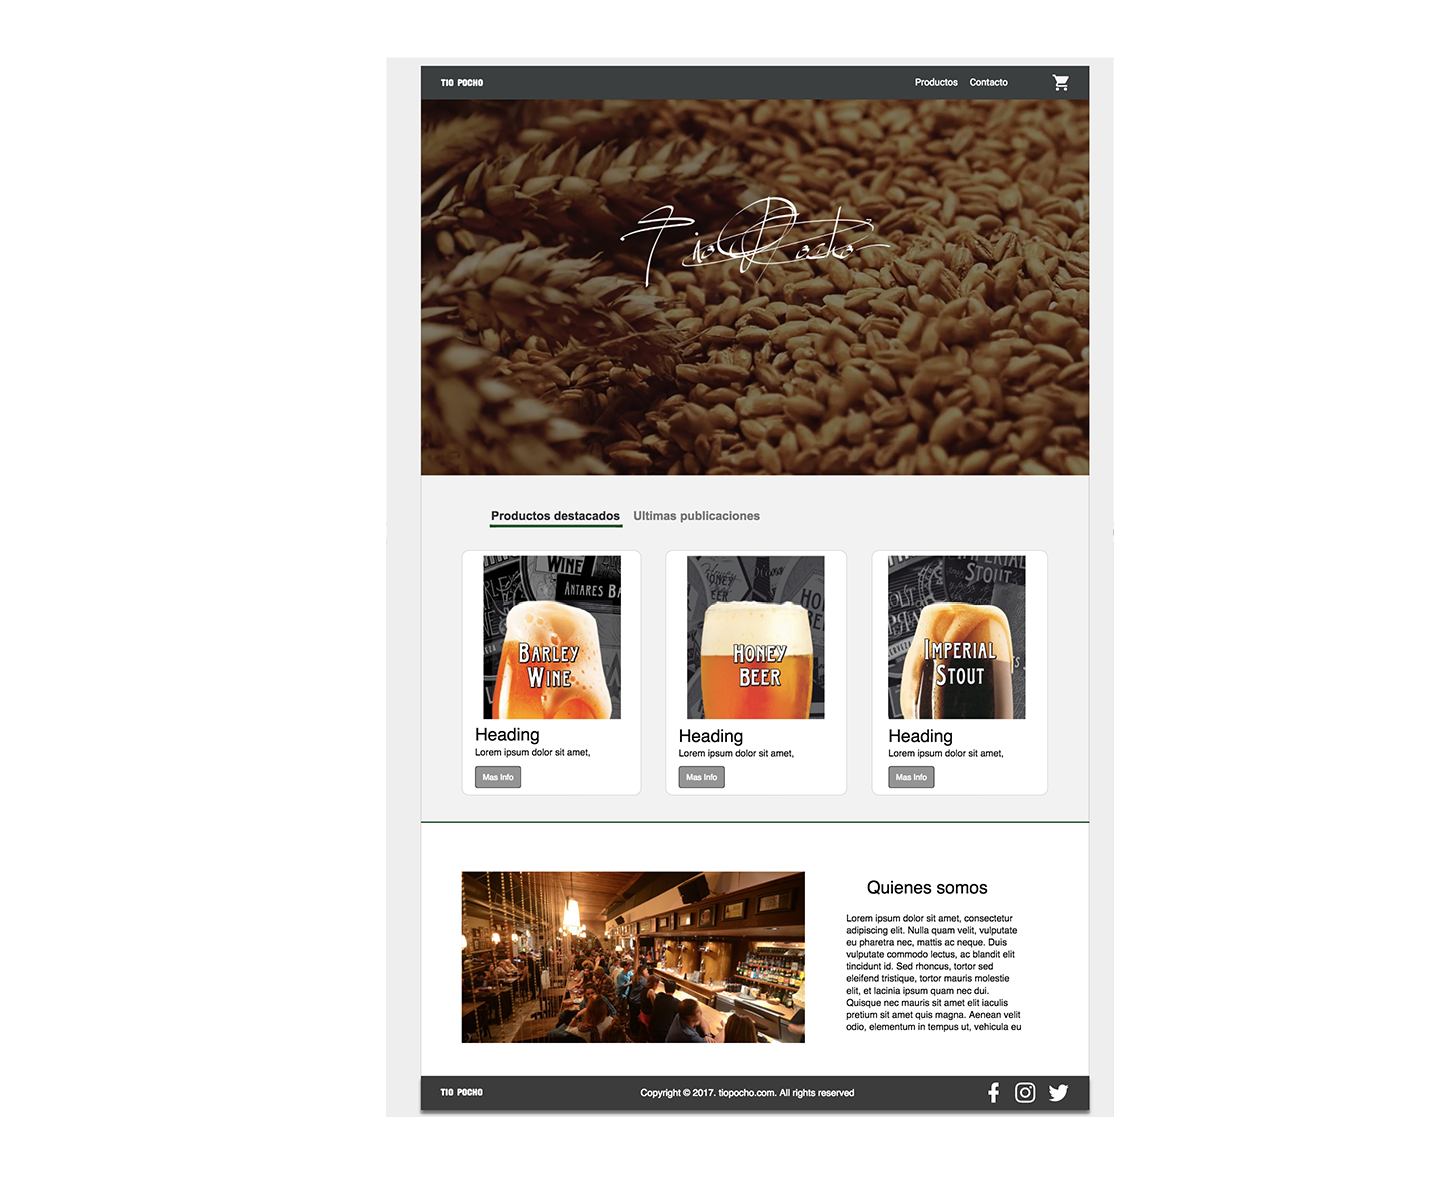 TIO POCHO
Productos Contacto
Tio Pocho
Productos destacados Ultimas publicaciones
WINE
ANTARES BA
BARLEY
WINE
Heading
Lorem ipsum dolor sit amet,
Mas Info
Honey
HONEY
BEER
HONEY
BEER
Heading
Lorem ipsum dolor sit amet,
Mas Info
IMPERIAL
STOUT
IMPERIAL
STOUT
Heading
Lorem ipsum dolor sit amet,
Mas Info
Quienes somos
Lorem ipsum dolor sit amet, consectetur
adipiscing elit. Nulla quam velit, vulputate
eu pharetra nec, mattis ac neque. Duis
vulputate commodo lectus, ac blandit elit
tincidunt id. Sed rhoncus, tortor sed
eleifend tristique, tortor mauris molestie
elit, et lacinia ipsum quam nec dui.
Quisque nec mauris sit amet elit iaculis
pretium sit amet quis magna. Aenean velit
odio, elementum in tempus ut, vehicula eu
TIO POCHO
Copyright © 2017. tiopocho.com. All rights reserved